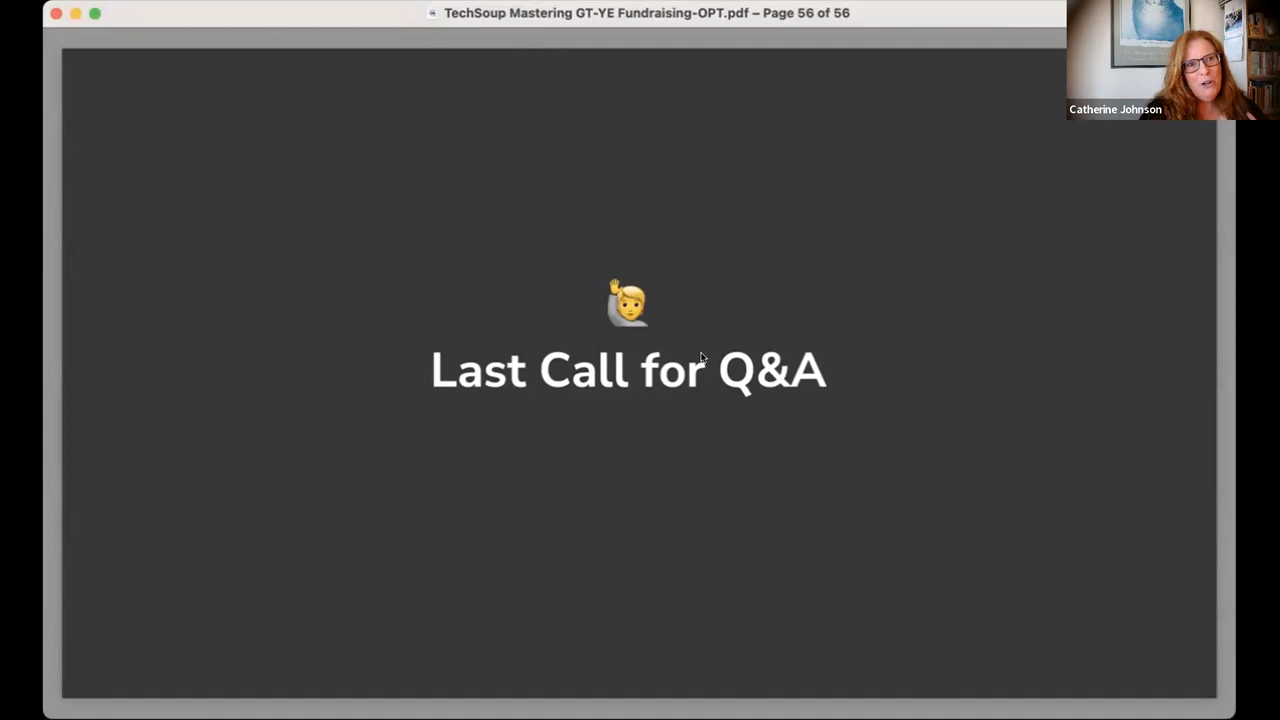 TechSoup Mastering GT-YE Fundraising-OPT.pdf – Page 56 of 56
Catherine Johnson
Last Call for Q&A